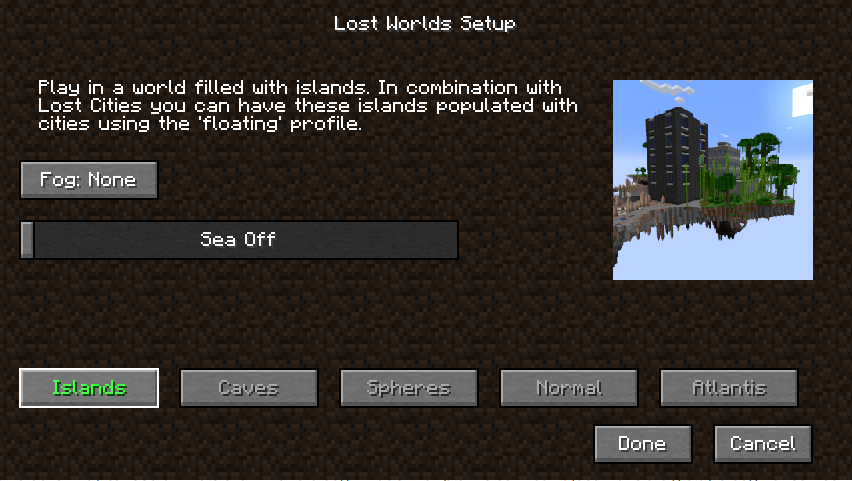 Lost Worlds Setup
Play in a world filled with islands. In combination with
Lost Cities you can have these islands populated with
cities using the 'floating' profile.
Fog: None
Sea Off
Islands
Caves
Spheres
Normal
Atlantis
Done
Cancel